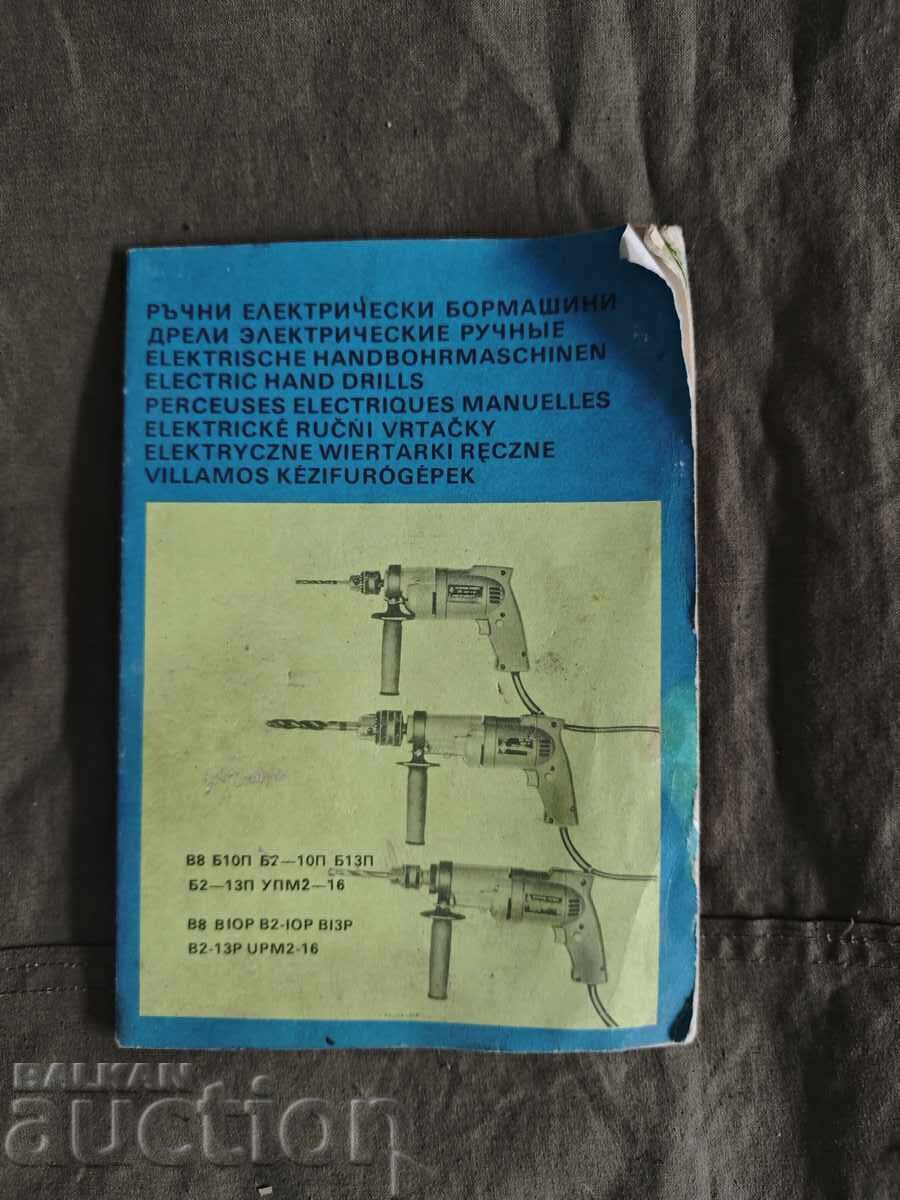 РЪЧНИ ЕЛЕКТРИЧЕСКИ БОРМАШИНИ
ДРЕЛИ ЭЛЕКТРИЧЕСКИЕ РУЧНЫЕ
ELEKTRISCHE HANDBOHRMASCHINEN
ELECTRIC HAND DRILLS
PERCEUSES ELECTRIQUES MANUELLES
ELEKTRICKÉ RUČŇI VRTAČKY
ELEKTRYCZNE WIERTARKI RĘCZNE
VILLAMOS KÉZIFURÓGÉPEK
В8 Б10П Б2—10П Б13П
Б2—13П УПМ2—16
B8 BIOP B2-IOP BI3P
B2-13P UPM2-16
BALKAN
auction